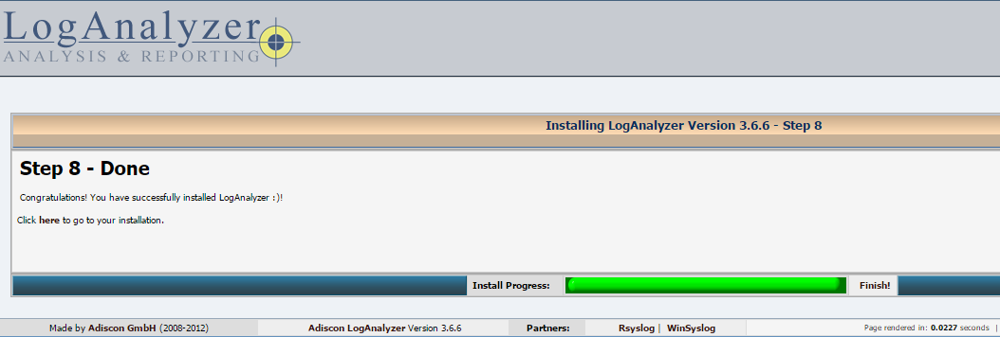 LogAnalyzer
ANALYSIS & REPORTING
Installing LogAnalyzer Version 3.6.6 - Step 8
Step 8 - Done
Congratulations! You have successfully installed LogAnalyzer :)!
Click here to go to your installation.
Install Progress: Finish!
Made by Adiscon GmbH (2008-2012) Adiscon LogAnalyzer Version 3.6.6 Partners: Rsyslog | WinSyslog Page rendered in: 0.0227 seconds |